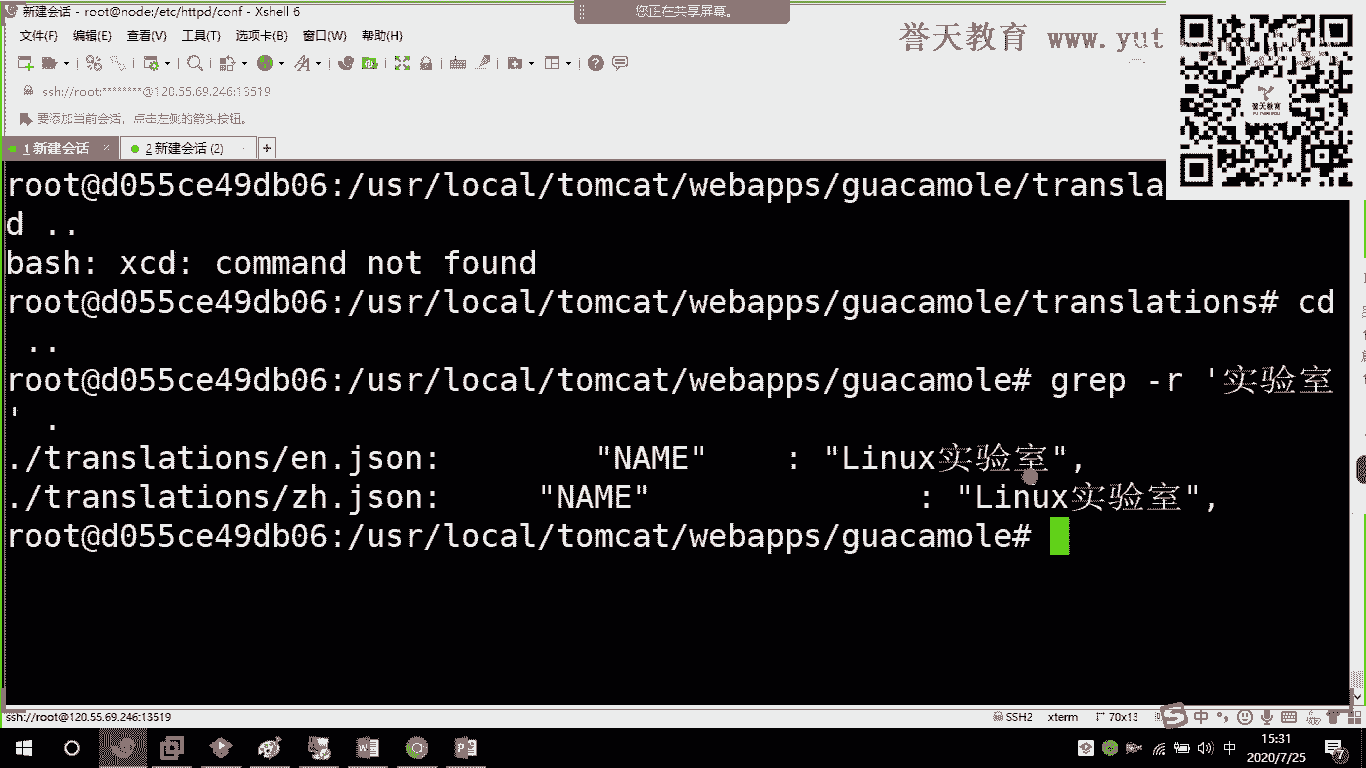 新建会话 - root@node:/etc/httpd/conf - Xshell 6
您正在共享屏幕。
文件(F) 编辑(E) 查看(V) 工具(T) 选项卡(B) 窗口(W) 帮助(H)
誉天教育 www.yut
誉天教育
ssh://root:********@120.55.69.246:13519
要添加当前会话，点击左侧的箭头按钮。
1 新建会话 × 2 新建会话 (2) +
root@d055ce49db06:/usr/local/tomcat/webapps/guacamole/transla
d ..
bash: xcd: command not found
root@d055ce49db06:/usr/local/tomcat/webapps/guacamole/translations# cd
..
root@d055ce49db06:/usr/local/tomcat/webapps/guacamole# grep -r '实验室
' .
./translations/en.json: "NAME" : "Linux实验室",
./translations/zh.json: "NAME" : "Linux实验室",
root@d055ce49db06:/usr/local/tomcat/webapps/guacamole#
ssh://root@120.55.69.246:13519 SSH2 xterm 70x13
中
中 15:31
2020/7/25